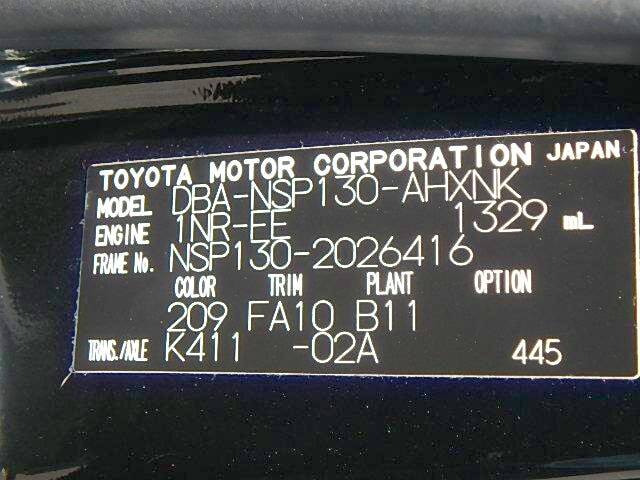 TOYOTA MOTOR CORPORATION JAPAN
MODEL DBA-NSP130-AHXNK
ENGINE 1NR-EE 1329 mL
FRAME No. NSP130-2026416
COLOR TRIM PLANT OPTION
209 FA10 B11
TRANS./AXLE K411 -02A 445